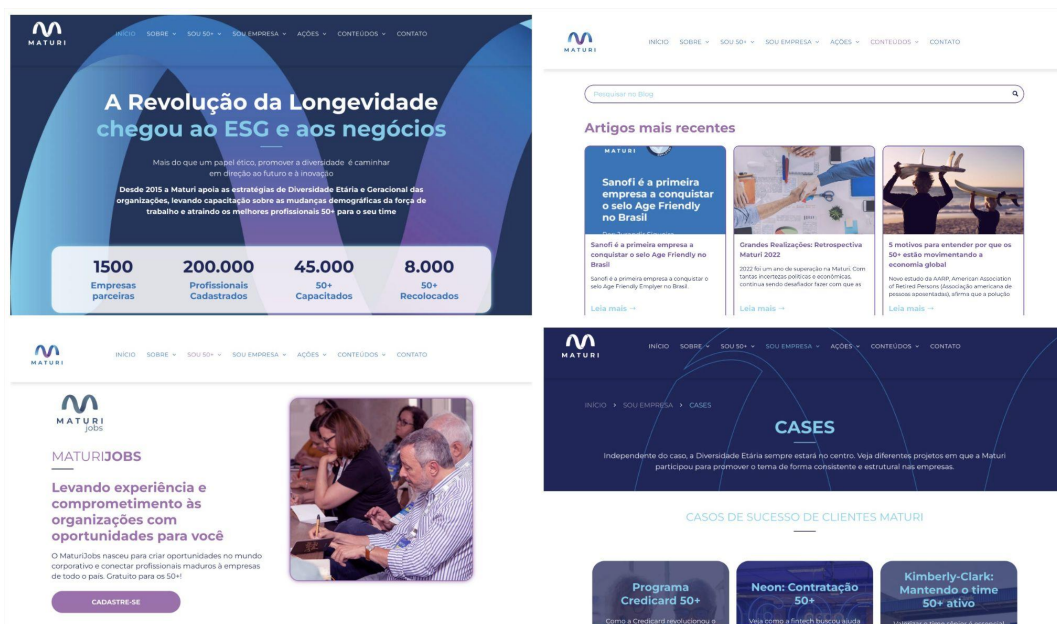 MATURI
INÍCIO SOBRE SOU 50+ SOU EMPRESA AÇÕES CONTEÚDOS CONTATO
A Revolução da Longevidade
chegou ao ESG e aos negócios
Mais do que um papel ético, promover a diversidade é caminhar
em direção ao futuro e à inovação
Desde 2015 a Maturi apoia as estratégias de Diversidade Etária e Geracional das
organizações, levando capacitação sobre as mudanças demográficas da força de
trabalho e atraindo os melhores profissionais 50+ para o seu time
1500
Empresas
parceiras
200.000
Profissionais
Cadastrados
45.000
50+
Capacitados
8.000
50+
Recolocados
MATURI
INÍCIO SOBRE SOU 50+ SOU EMPRESA AÇÕES CONTEÚDOS CONTATO
Pesquisar no Blog
Artigos mais recentes
MATURI
Sanofi é a primeira
empresa a conquistar
o selo Age Friendly
no Brasil
Sanofi é a primeira empresa a
conquistar o selo Age Friendly no
Brasil
Sanofi é a primeira empresa a conquistar o
selo Age Friendly Emplyer no Brasil.
Leia mais →
Grandes Realizações: Retrospectiva
Maturi 2022
2022 foi um ano de superação na Maturi. Com
tantas incertezas políticas e econômicas,
continua sendo desafiador fazer com que as
Leia mais →
5 motivos para entender por que os
50+ estão movimentando a
economia global
Novo estudo da AARP, American Association
of Retired Persons (Associação americana de
pessoas aposentadas), afirma que a polução
Leia mais →
MATURI
INÍCIO SOBRE SOU 50+ SOU EMPRESA AÇÕES CONTEÚDOS CONTATO
MATURI
jobs
MATURIJOBS
Levando experiência e
comprometimento às
organizações com
oportunidades para você
O MaturiJobs nasceu para criar oportunidades no mundo
corporativo e conectar profissionais maduros à empresas
de todo o país. Gratuito para os 50+!
CADASTRE-SE
MATURI
INÍCIO SOBRE SOU 50+ SOU EMPRESA AÇÕES CONTEÚDOS CONTATO
INÍCIO > SOU EMPRESA > CASES
CASES
Independente do caso, a Diversidade Etária sempre estará no centro. Veja diferentes projetos em que a Maturi
participou para promover o tema de forma consistente e estrutural nas empresas.
CASOS DE SUCESSO DE CLIENTES MATURI
Programa
Credicard 50+
Como a Credicard revolucionou o
Neon: Contratação
50+
Veja como a fintech buscou ajuda
Kimberly-Clark:
Mantendo o time
50+ ativo